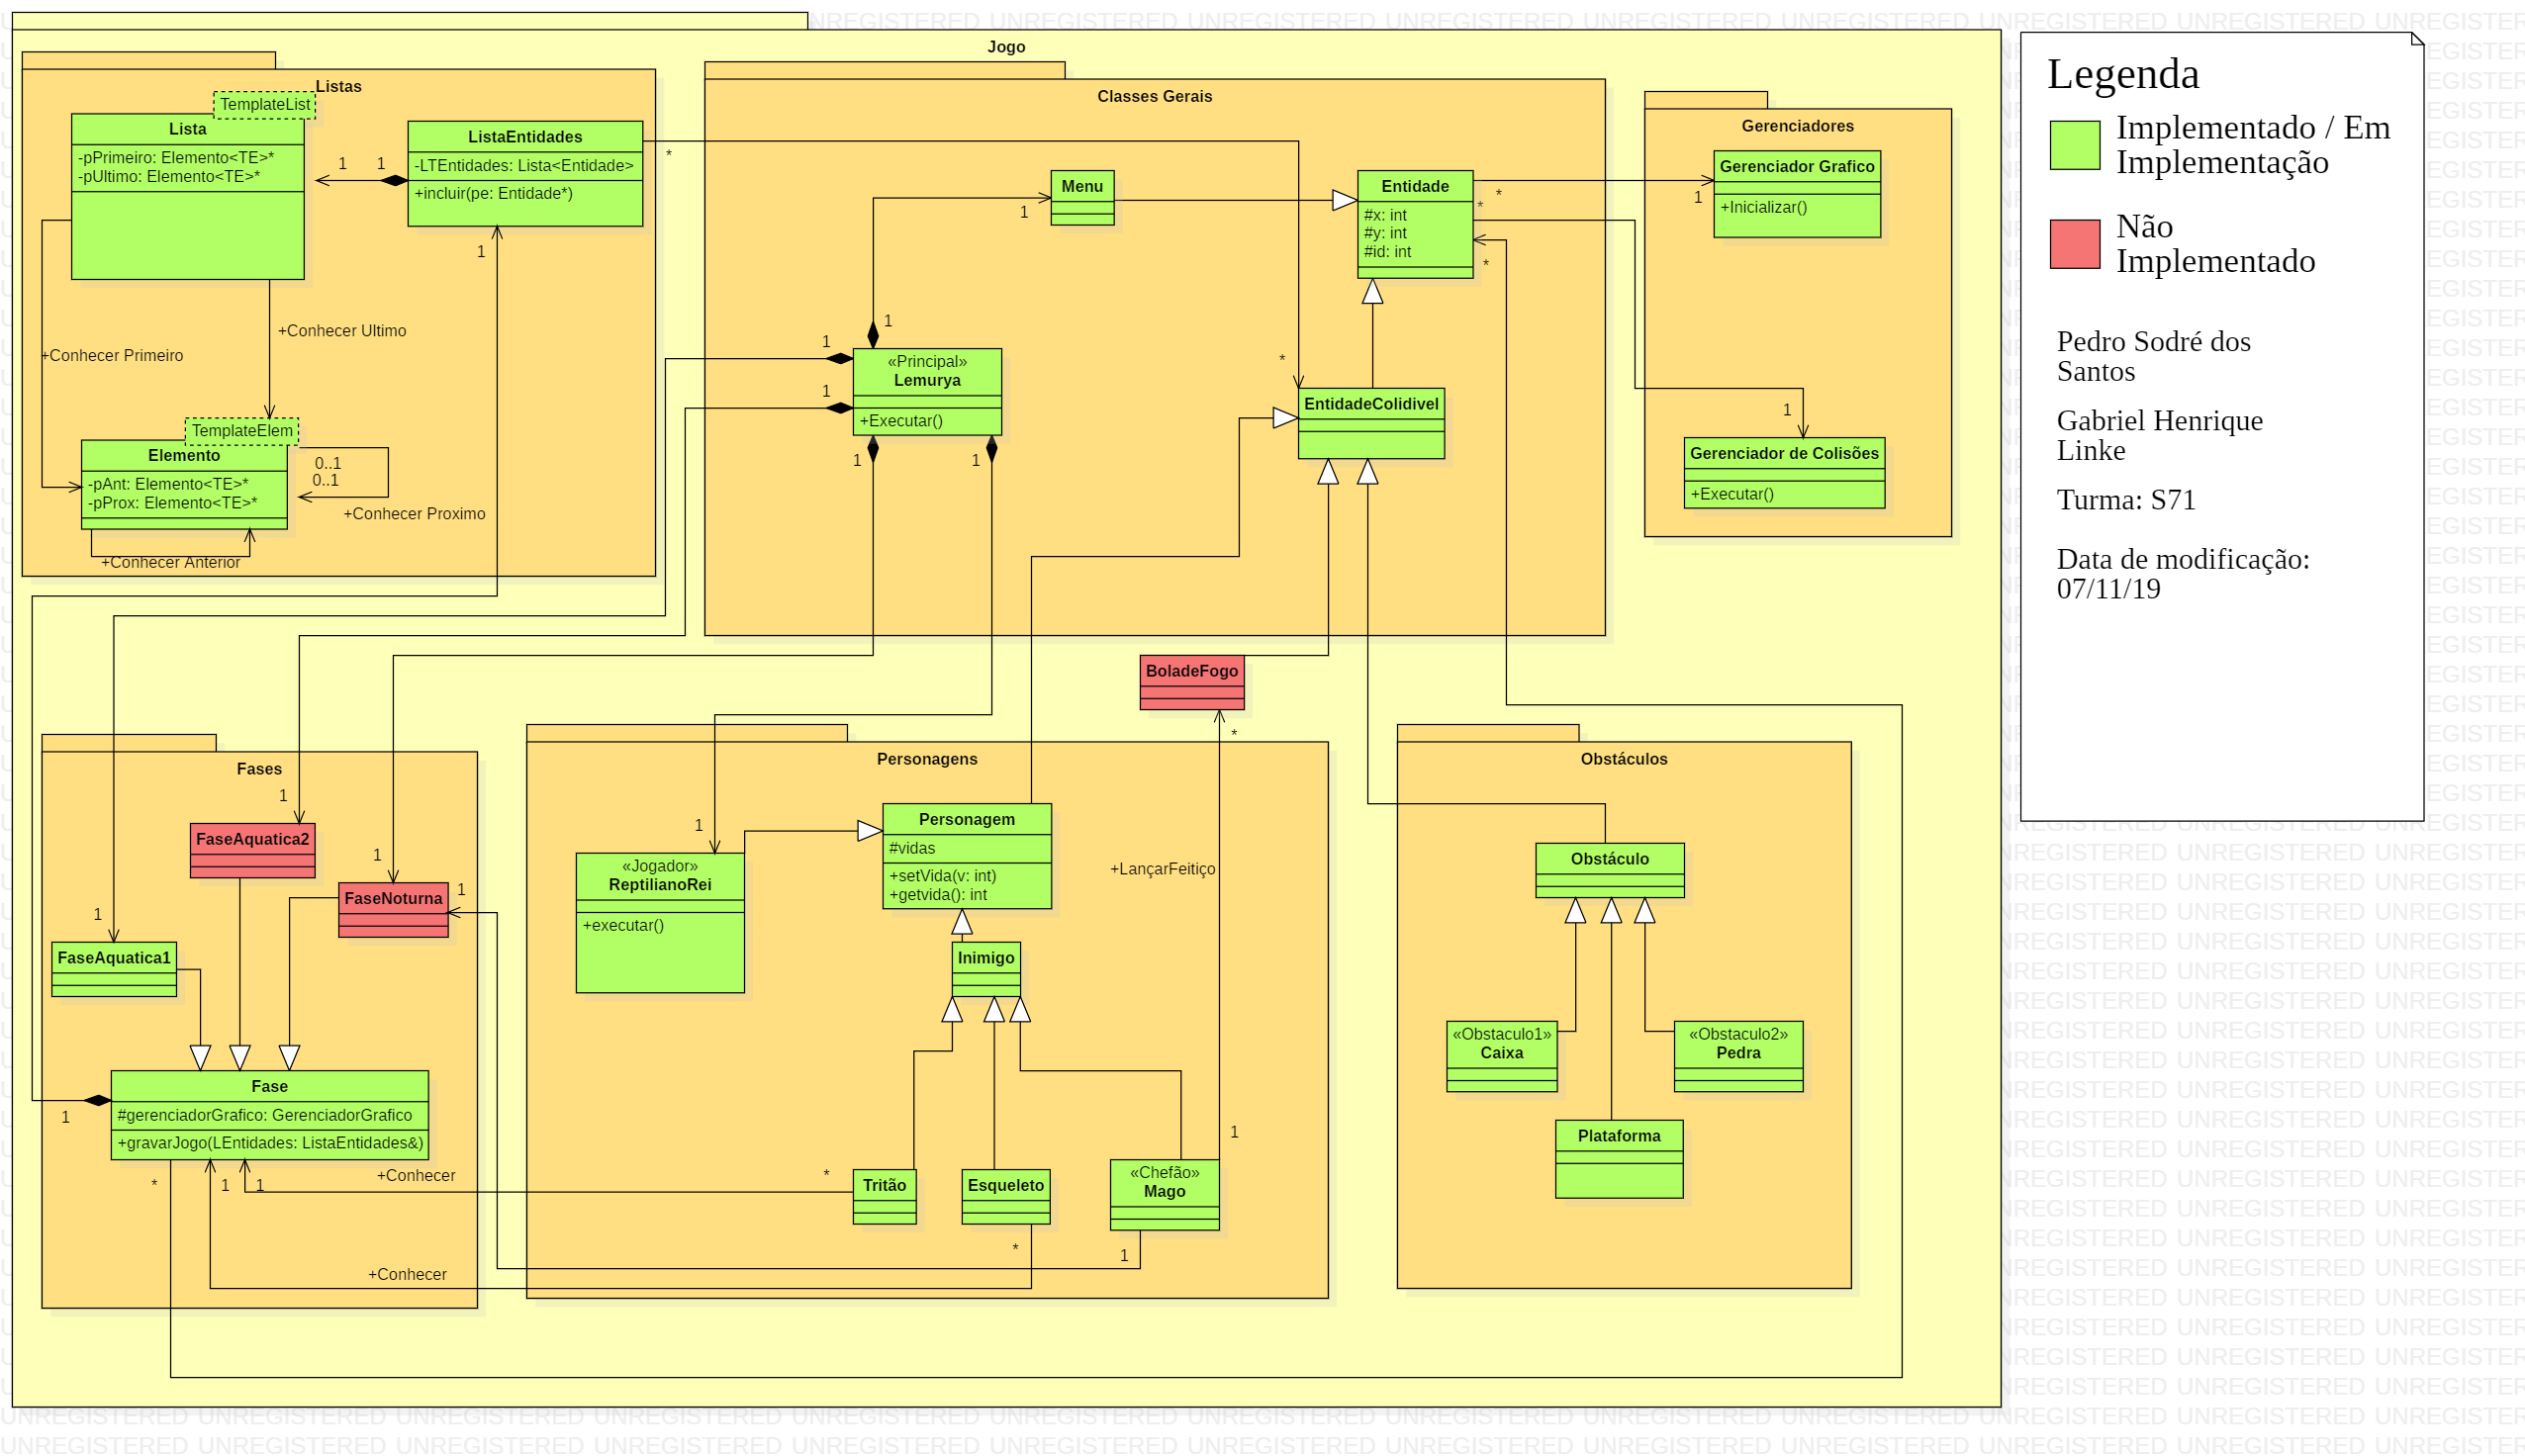 Jogo
Listas
TemplateList
Lista
-pPrimeiro: Elemento<TE>*
-pUltimo: Elemento<TE>*
1
1
ListaEntidades
-LTEntidades: Lista<Entidade>
+incluir(pe: Entidade*)
*
1
+Conhecer Ultimo
+Conhecer Primeiro
TemplateElem
Elemento
-pAnt: Elemento<TE>*
-pProx: Elemento<TE>*
0..1
0..1
+Conhecer Proximo
+Conhecer Anterior
Classes Gerais
Menu
1
Entidade
#x: int
#y: int
#id: int
*
*
*
1
1
1
«Principal»
Lemurya
+Executar()
1
1
*
EntidadeColidivel
Gerenciadores
Gerenciador Grafico
+Inicializar()
1
1
Gerenciador de Colisões
+Executar()
BoladeFogo
*
Fases
1
FaseAquatica2
1
FaseNoturna
1
1
FaseAquatica1
Fase
#gerenciadorGrafico: GerenciadorGrafico
+gravarJogo(LEntidades: ListaEntidades&)
1
*
1
1
+Conhecer
+Conhecer
Personagens
1
«Jogador»
ReptilianoRei
+executar()
Personagem
#vidas
+setVida(v: int)
+getvida(): int
+LançarFeitiço
Inimigo
1
*
Tritão
Esqueleto
*
«Chefão»
Mago
1
Obstáculos
Obstáculo
«Obstaculo1»
Caixa
«Obstaculo2»
Pedra
Plataforma
Legenda
Implementado / Em
Implementação
Não
Implementado
Pedro Sodré dos
Santos
Gabriel Henrique
Linke
Turma: S71
Data de modificação:
07/11/19
UNREGISTERED UNREGISTERED UNREGISTERED UNREGISTERED UNREGISTERED UNREGISTERED UNREGISTERED UNREGISTERED UNREGISTERED UNREGISTERED UNREGISTERED UNREGISTERED